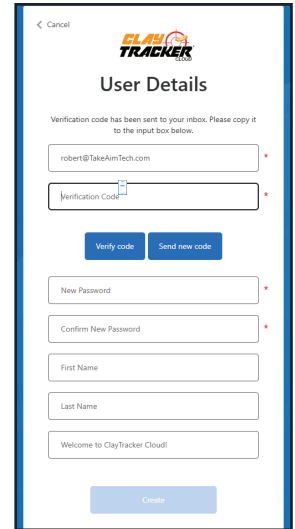 Cancel
CLAY
TRACKER
CLOUD
User Details
Verification code has been sent to your inbox. Please copy it
to the input box below.
robert@TakeAimTech.com
*
Verification Code
*
Verify code
Send new code
New Password
*
Confirm New Password
*
First Name
Last Name
Welcome to ClayTracker Cloud!
Create